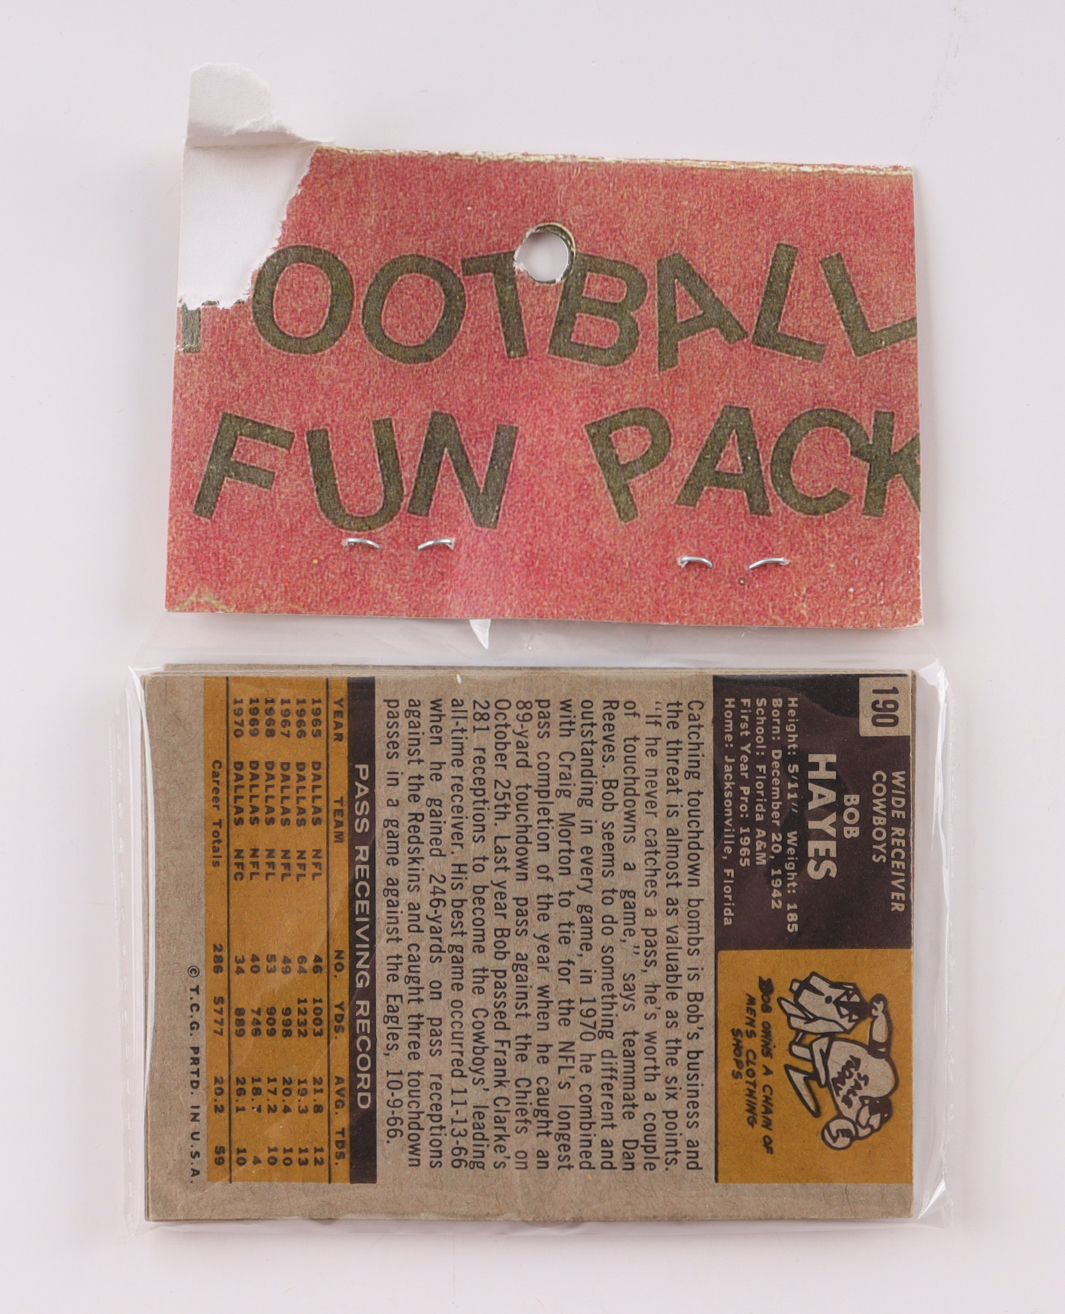 FOOTBALL
FUN PACK
190
WIDE RECEIVER
COWBOYS
BOB
HAYES
Height: 5'11" Weight: 185
Born: December 20, 1942
School: Florida A&M
First Year Pro: 1965
Home: Jacksonville, Florida
SALE NOW
BOB OWNS A CHAIN OF
MEN'S CLOTHING
SHOPS
Catching touchdown bombs is Bob's business and
the threat is almost as valuable as the six points.
"If he never catches a pass, he's worth a couple
of touchdowns a game," says teammate Dan
Reeves. Bob seems to do something different and
outstanding in every game, in 1970 he combined
with Craig Morton to tie for the NFL's longest
pass completion of the year when he caught an
89-yard touchdown pass against the Chiefs on
October 25th. Last year Bob passed Frank Clarke's
281 receptions to become the Cowboys' leading
all-time receiver. His best game occurred 11-13-66
when he gained 246-yards on pass receptions
against the Redskins and caught three touchdown
passes in a game against the Eagles, 10-9-66.
PASS RECEIVING RECORD
YEAR TEAM NO. YDS. AVG. TDS.
1965 DALLAS NFL 46 1003 21.8 12
1966 DALLAS NFL 64 1232 19.3 13
1967 DALLAS NFL 49 998 20.4 10
1968 DALLAS NFL 53 909 17.2 10
1969 DALLAS NFL 40 746 18.7 4
1970 DALLAS NFC 34 889 26.1 10
Career Totals 286 5777 20.2 59
© T.C.G. PRTD. IN U.S.A.